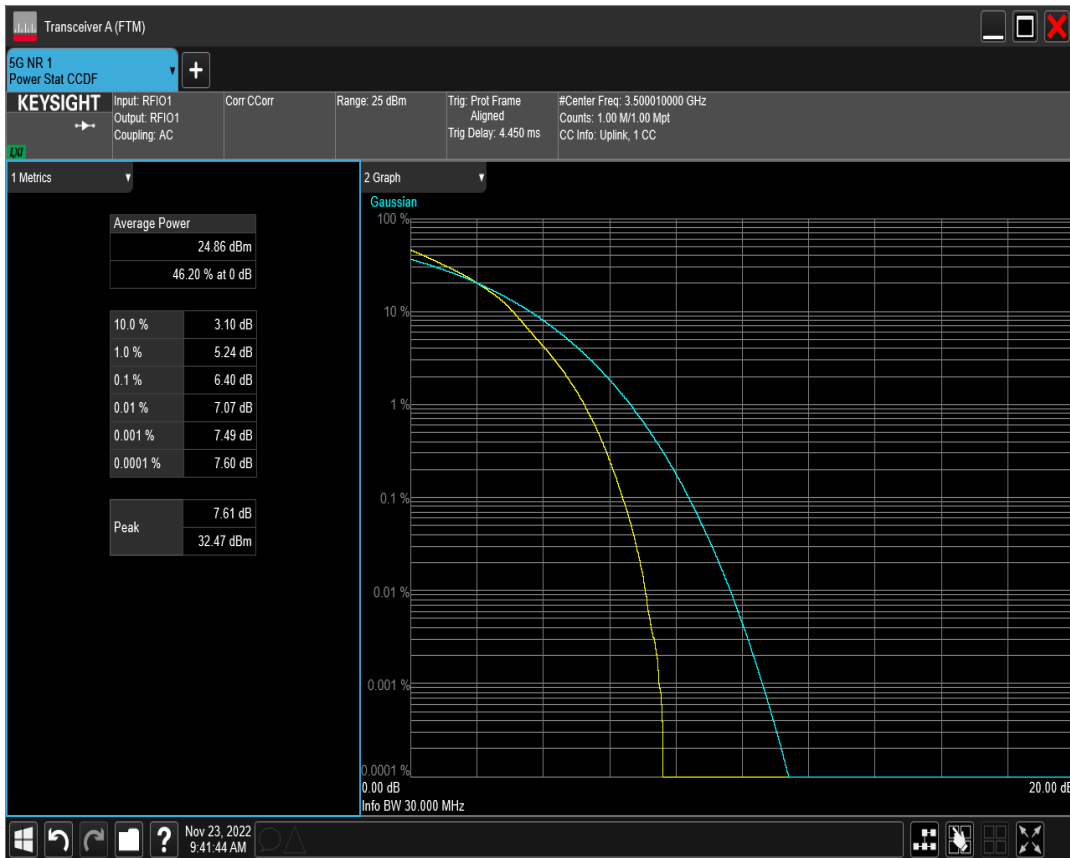 Transceiver A (FTM)
5G NR 1
Power Stat CCDF
+
KEYSIGHT
LXI
Input: RFIO1
Output: RFIO1
Coupling: AC
Corr CCorr
Range: 25 dBm
Trig: Prot Frame
Aligned
Trig Delay: 4.450 ms
#Center Freq: 3.500010000 GHz
Counts: 1.00 M/1.00 Mpt
CC Info: Uplink, 1 CC
1 Metrics
Average Power
24.86 dBm
46.20 % at 0 dB
10.0 % 3.10 dB
1.0 % 5.24 dB
0.1 % 6.40 dB
0.01 % 7.07 dB
0.001 % 7.49 dB
0.0001 % 7.60 dB
Peak
7.61 dB
32.47 dBm
2 Graph
Gaussian
100 %
10 %
1 %
0.1 %
0.01 %
0.001 %
0.0001 %
0.00 dB
20.00 dB
Info BW 30.000 MHz
?
Nov 23, 2022
9:41:44 AM